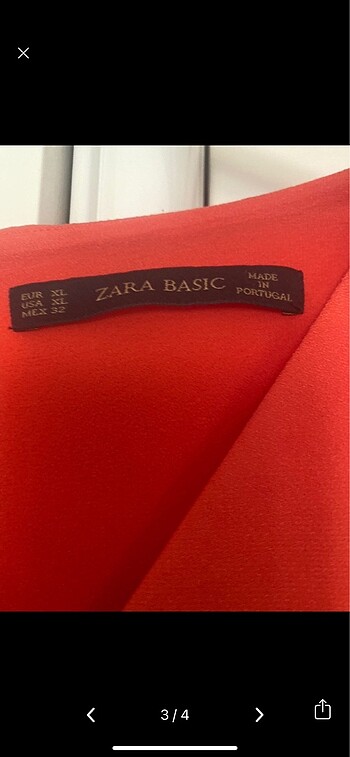 EUR XL
USA XL
MEX 32
ZARA BASIC
MADE
IN
PORTUGAL
3/4